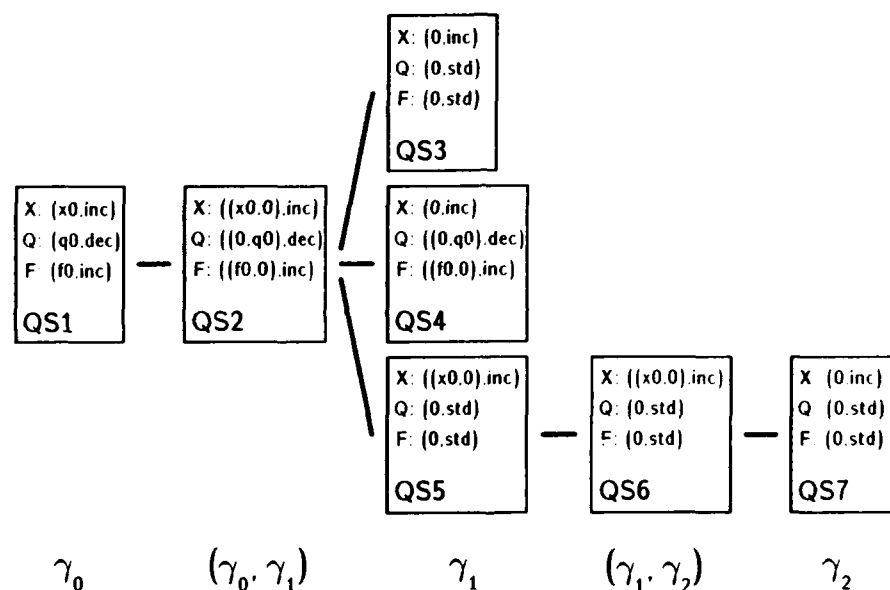 X: (0.inc)
Q: (0.std)
F: (0.std)
QS3
X: (x0.inc)
Q: (q0.dec)
F (f0.inc)
QS1
X: ((x0.0).inc)
Q: ((0.q0).dec)
F: ((f0.0).inc)
QS2
X: (0.inc)
Q: ((0.q0).dec)
F: ((f0.0).inc)
QS4
X: ((x0.0).inc)
Q: (0.std)
F: (0.std)
QS5
X: ((x0.0).inc)
Q: (0.std)
F: (0.std)
QS6
X (0.inc)
Q (0.std)
F: (0.std)
QS7
γ₀ (γ₀, γ₁) γ₁ (γ₁, γ₂) γ₂